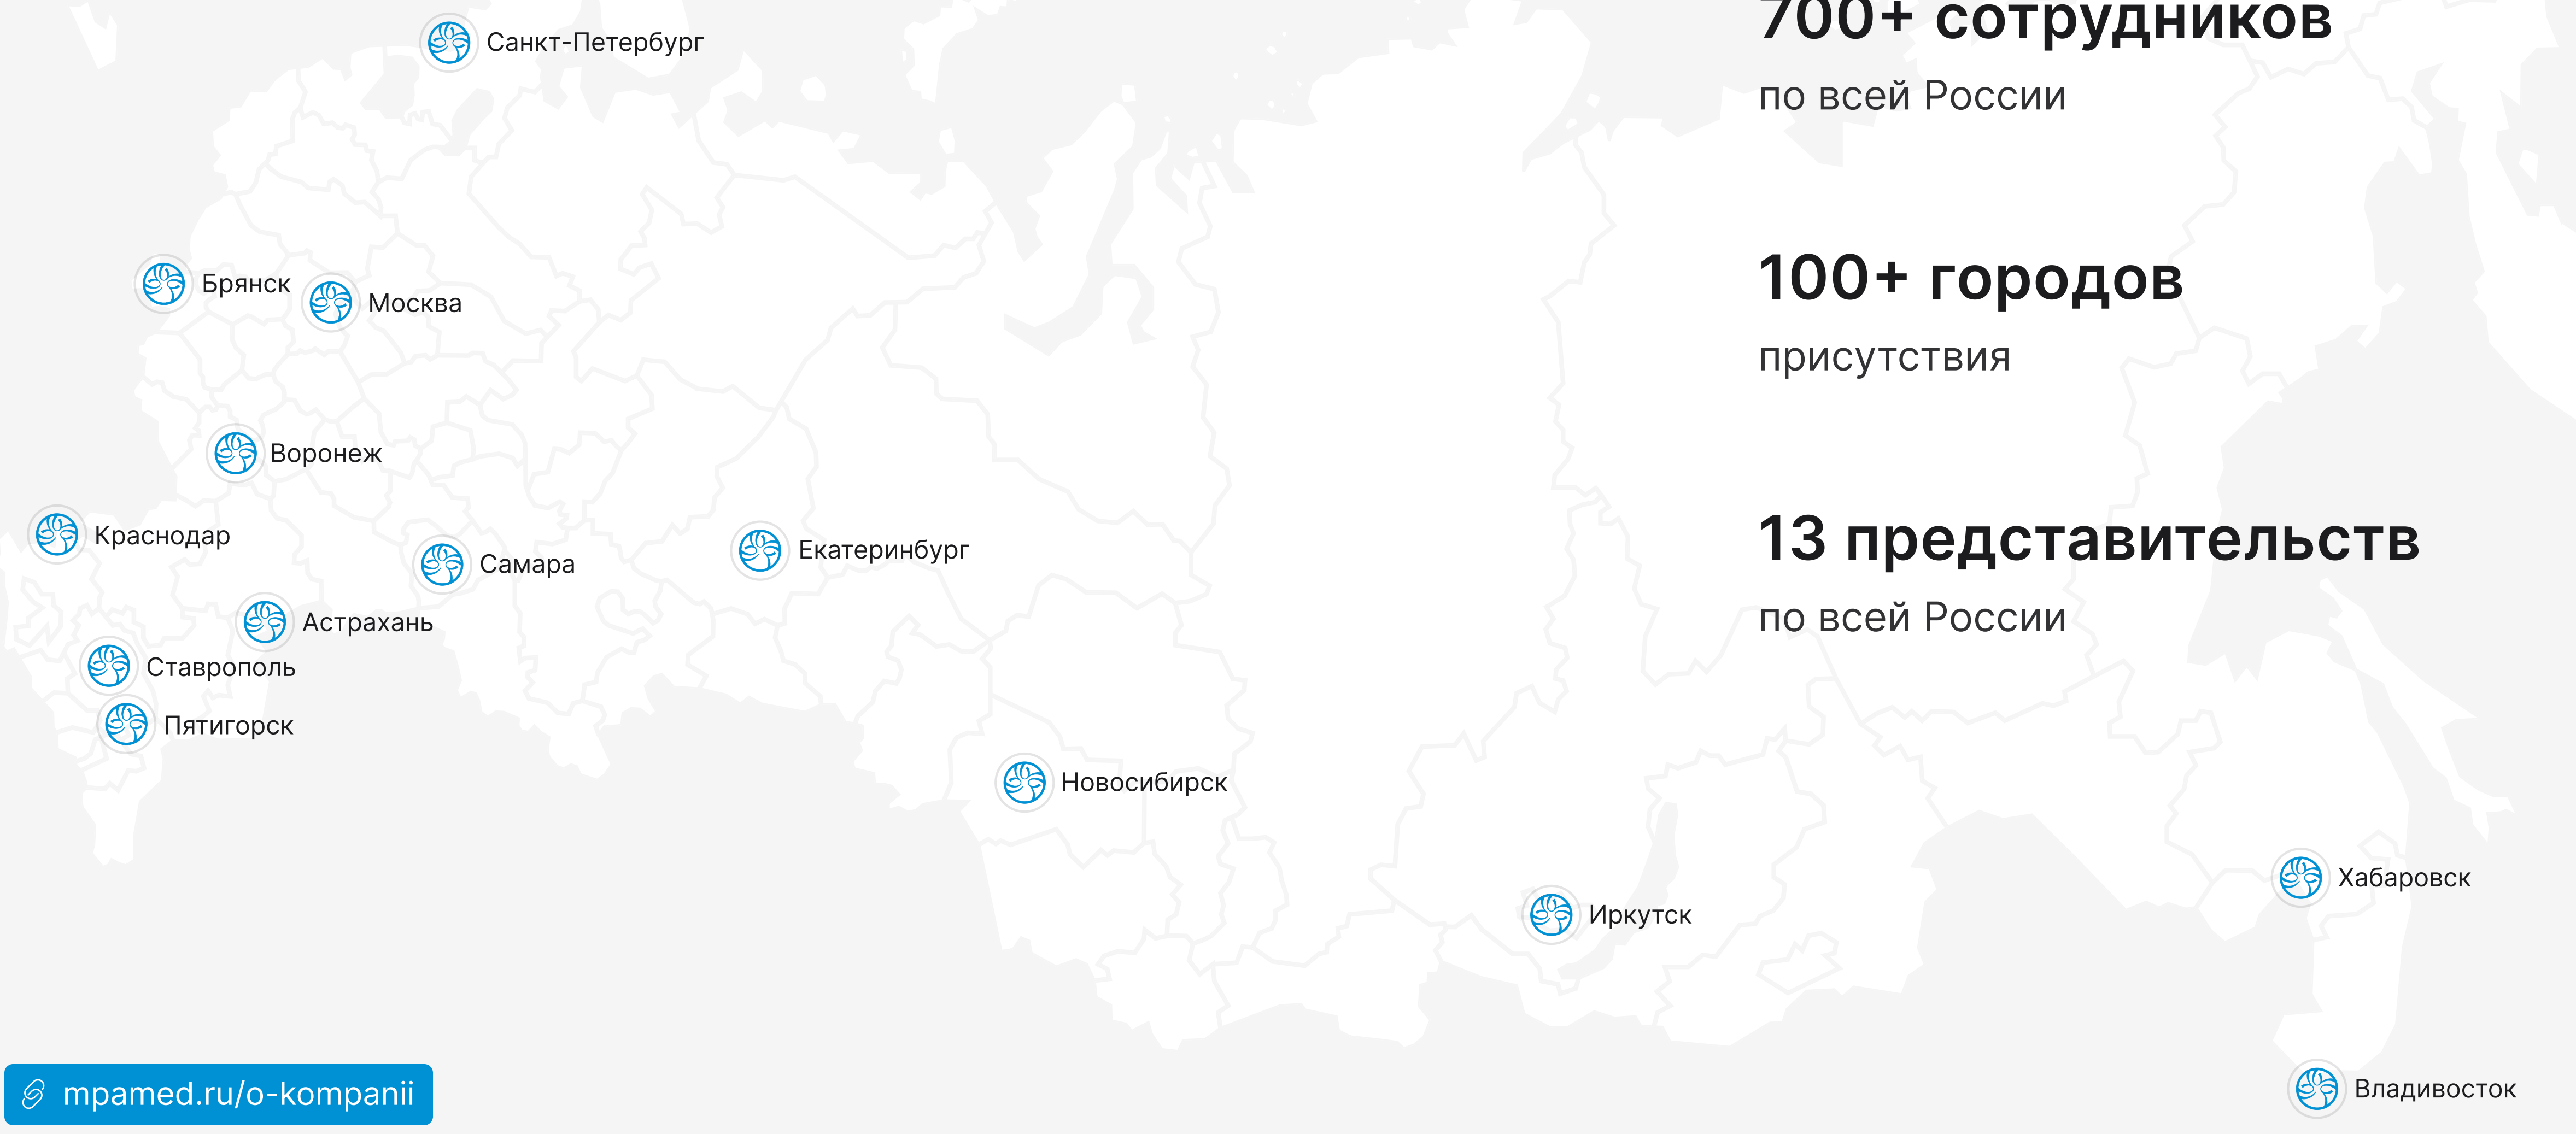 Санкт-Петербург
700+ сотрудников
по всей России
Брянск
Москва
100+ городов
присутствия
Воронеж
Краснодар
Самара
Екатеринбург
13 представительств
по всей России
Астрахань
Ставрополь
Пятигорск
Новосибирск
Хабаровск
Иркутск
Владивосток
mpamed.ru/o-kompanii